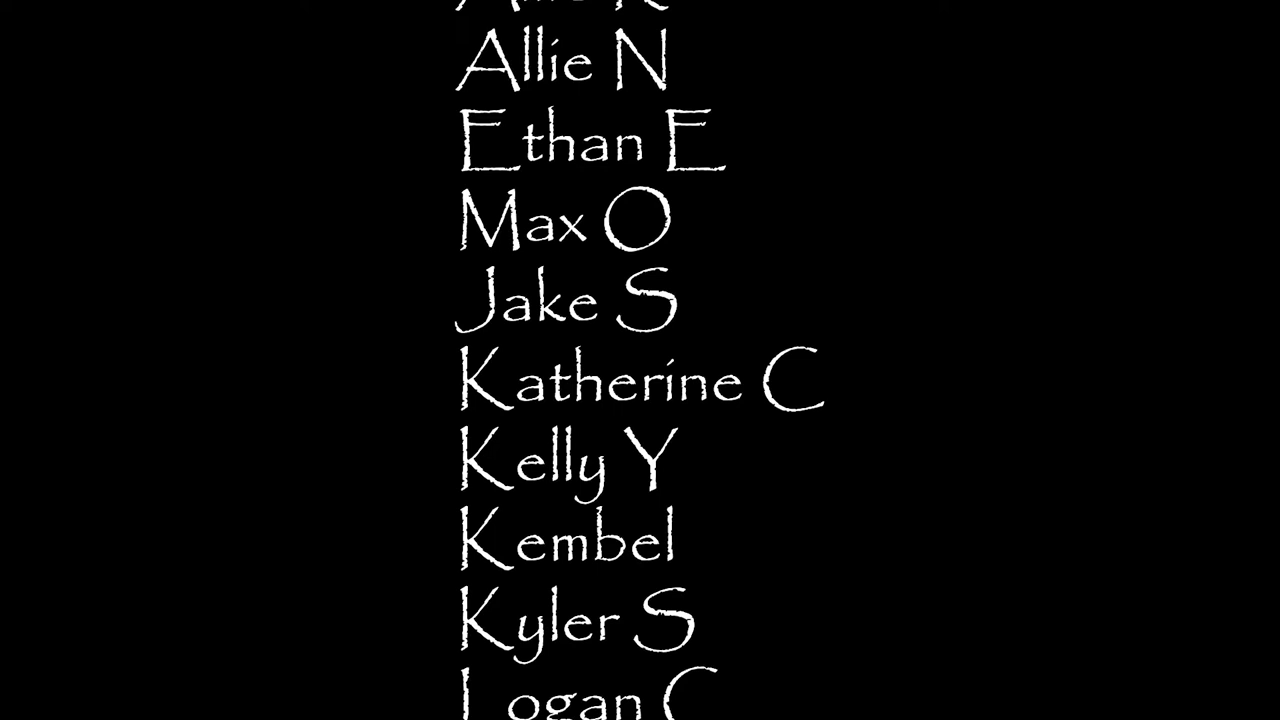 Allie N
Ethan E
Max O
Jake S
Katherine C
Kelly Y
Kembel
Kyler S
Logan